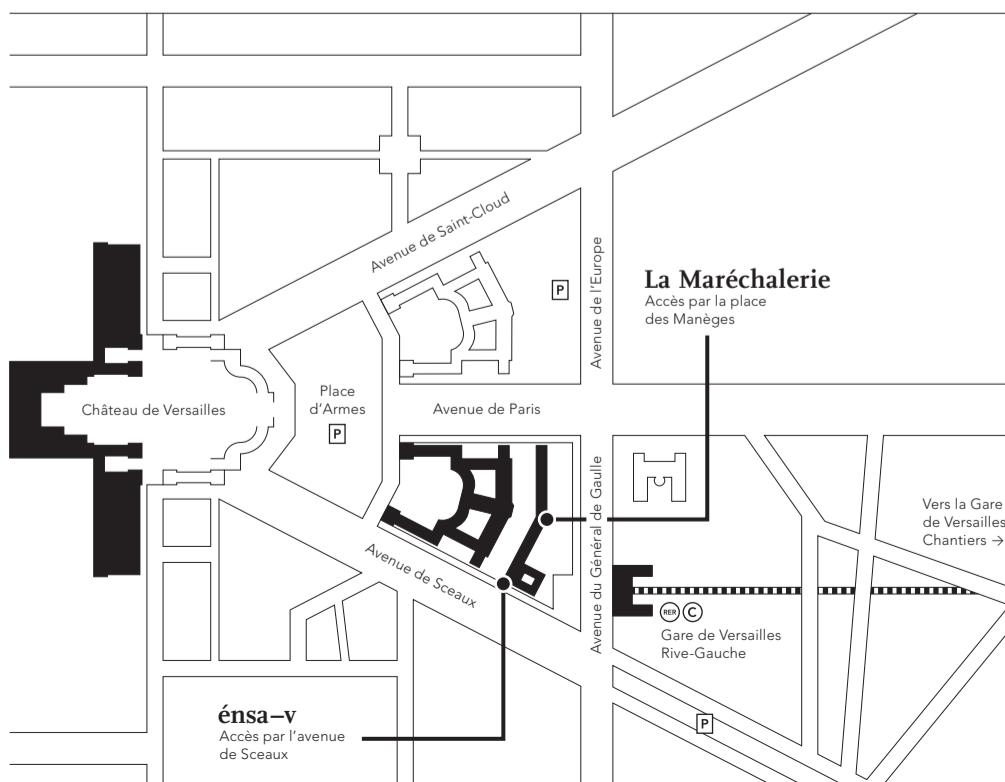 Avenue de Saint-Cloud
Avenue de l'Europe
P
La Maréchalerie
Accès par la place
des Manèges
Château de Versailles
Place
d'Armes
P
Avenue de Paris
Avenue de Sceaux
Avenue du Général de Gaulle
Vers la Gare
de Versailles
Chantiers →
RER C
Gare de Versailles
Rive-Gauche
P
énsa–v
Accès par l'avenue
de Sceaux